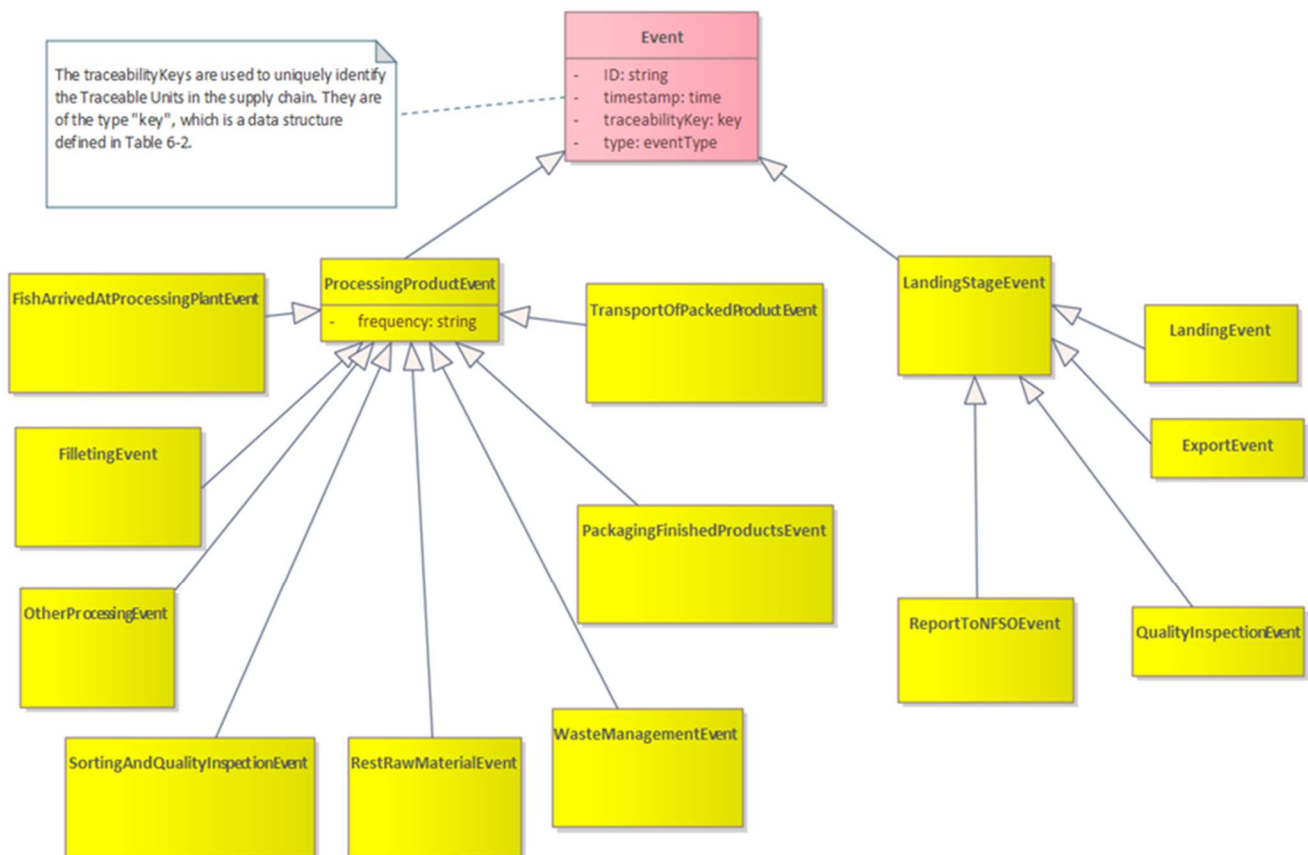 Event
- ID: string
- timestamp: time
- traceabilityKey: key
- type: eventType
The traceabilityKeys are used to uniquely identify
the Traceable Units in the supply chain. They are
of the type "key", which is a data structure
defined in Table 6-2.
ProcessingProductEvent
- frequency: string
LandingStageEvent
FishArrivedAtProcessingPlantEvent
TransportOfPackedProductEvent
LandingEvent
FilletingEvent
ExportEvent
PackagingFinishedProductsEvent
OtherProcessingEvent
ReportToNFSOEvent
QualityInspectionEvent
SortingAndQualityInspectionEvent
RestRawMaterialEvent
WasteManagementEvent